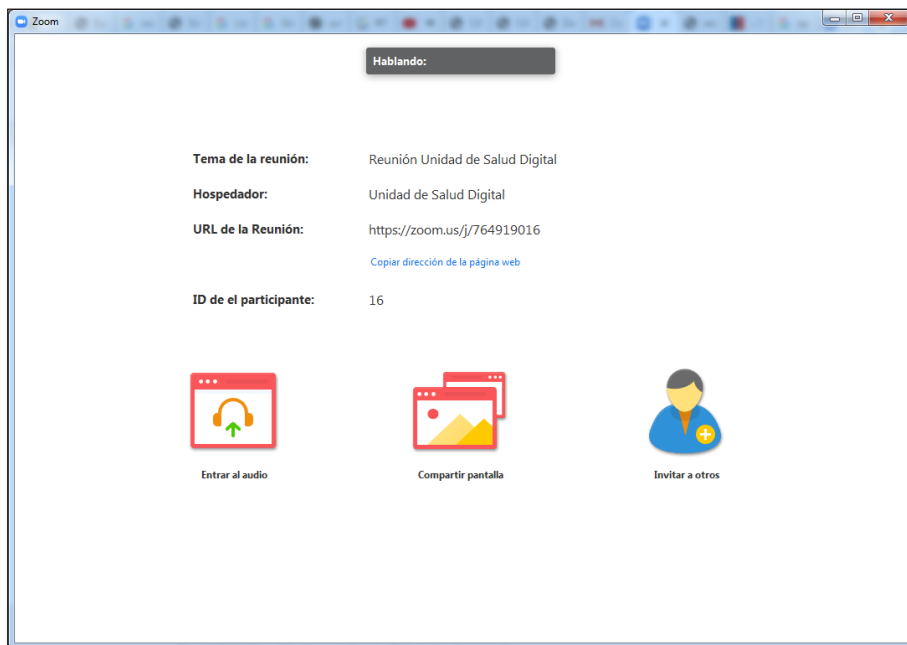 Zoom
Hablando:
Tema de la reunión: Reunión Unidad de Salud Digital
Hospedador: Unidad de Salud Digital
URL de la Reunión: https://zoom.us/j/764919016
Copiar dirección de la página web
ID de el participante: 16
Entrar al audio Compartir pantalla Invitar a otros